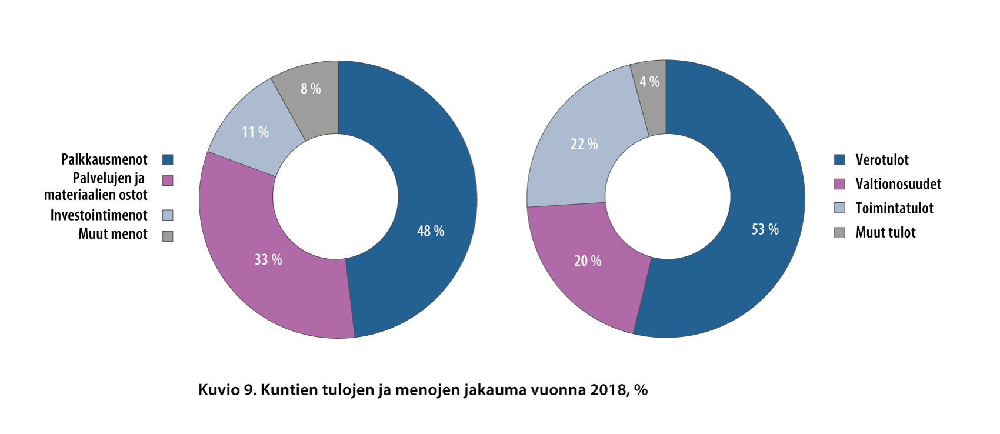 8 %
11 %
48 %
33 %
Palkkausmenot
Palvelujen ja
materiaalien ostot
Investointimenot
Muut menot
4 %
22 %
53 %
20 %
Verotulot
Valtionosuudet
Toimintatulot
Muut tulot
Kuvio 9. Kuntien tulojen ja menojen jakauma vuonna 2018, %